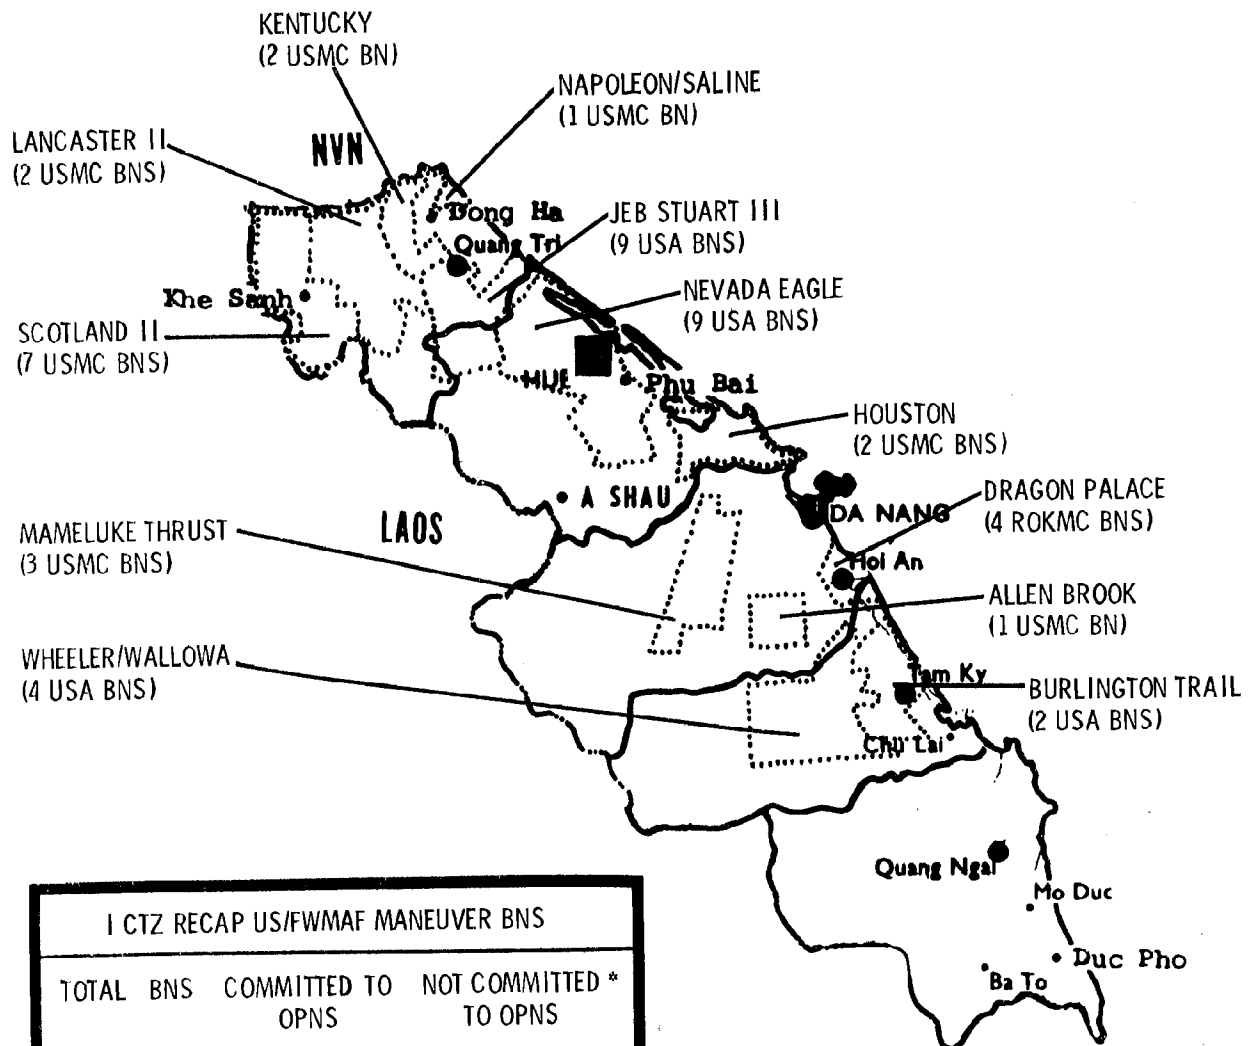 KENTUCKY
(2 USMC BN)
NAPOLEON/SALINE
(1 USMC BN)
LANCASTER II
(2 USMC BNS)
NVN
Dong Ha
JEB STUART III
(9 USA BNS)
Quang Tri
Khe Sanh
NEVADA EAGLE
(9 USA BNS)
SCOTLAND II
(7 USMC BNS)
HUE
Phu Bai
HOUSTON
(2 USMC BNS)
A SHAU
DRAGON PALACE
(4 ROKMC BNS)
DA NANG
LAOS
MAMELUKE THRUST
(3 USMC BNS)
Hoi An
ALLEN BROOK
(1 USMC BN)
WHEELER/WALLOWA
(4 USA BNS)
Tam Ky
BURLINGTON TRAIL
(2 USA BNS)
Chu Lai
Quang Ngai
Mo Duc
Duc Pho
Ba To
I CTZ RECAP US/FWMAF MANEUVER BNS
TOTAL BNS COMMITTED TO NOT COMMITTED *
OPNS TO OPNS